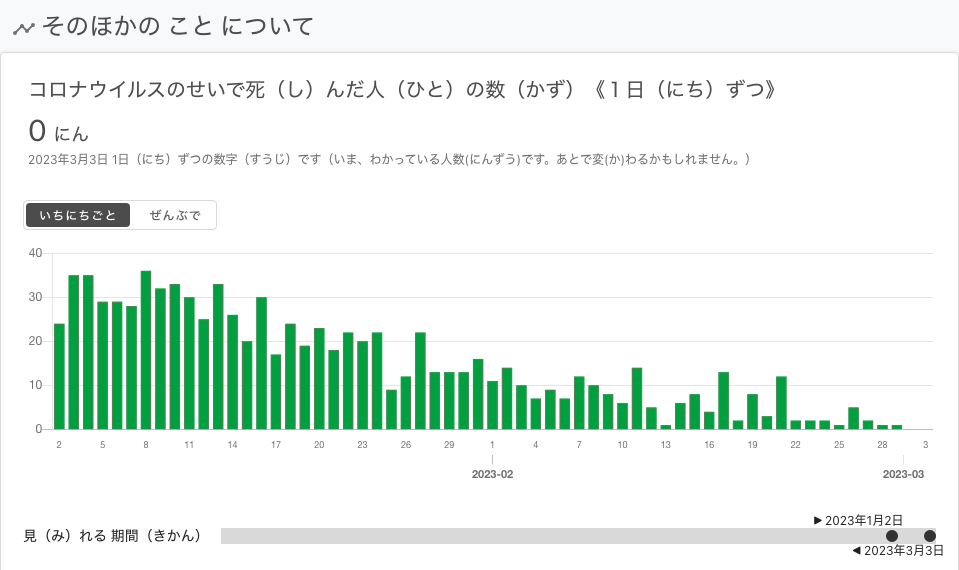 そのほかの こと について
コロナウイルスのせいで死（し）んだ人（ひと）の数（かず）《１日（にち）ずつ》
0 にん
2023年3月3日 1日（にち）ずつの数字（すうじ）です（いま、わかっている人数(にんずう)です。あとで変(か)わるかもしれません。）
いちにちごと ぜんぶで
40
30
20
10
0
2 5 8 11 14 17 20 23 26 29 1 4 7 10 13 16 19 22 25 28 3
2023-02 2023-03
▶ 2023年1月2日
見（み）れる 期間（きかん）
◀ 2023年3月3日